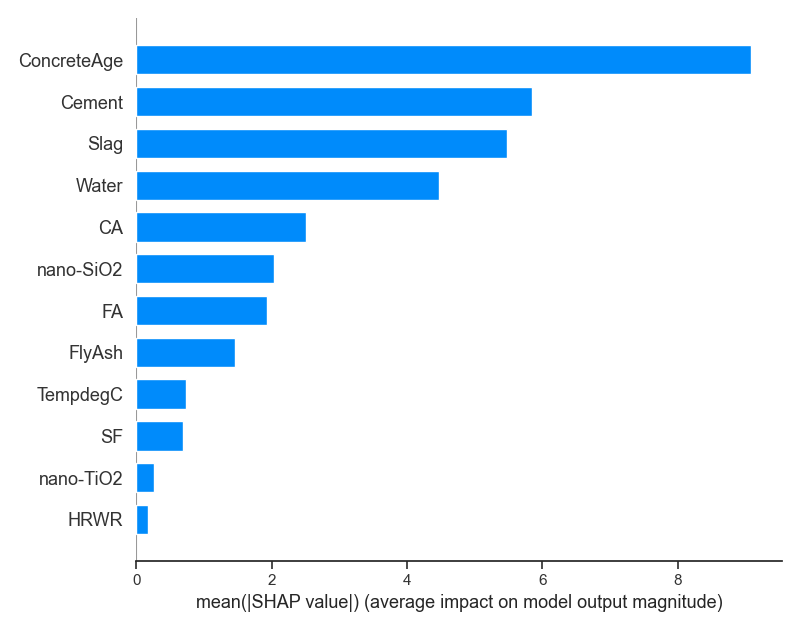 ConcreteAge
Cement
Slag
Water
CA
nano-SiO2
FA
FlyAsh
TempdegC
SF
nano-TiO2
HRWR
0 2 4 6 8
mean(|SHAP value|) (average impact on model output magnitude)